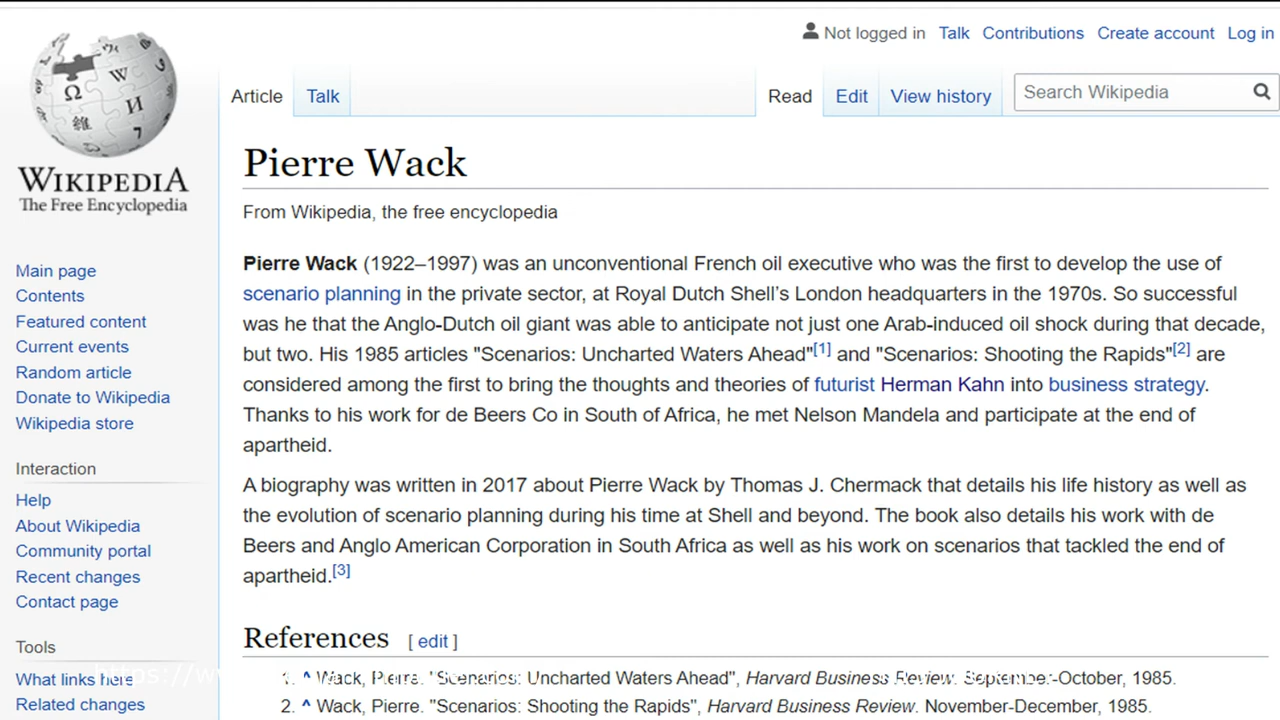 Not logged in Talk Contributions Create account Log in
Article Talk Read Edit View history Search Wikipedia
WIKIPEDIA
The Free Encyclopedia
Pierre Wack
From Wikipedia, the free encyclopedia
Pierre Wack (1922–1997) was an unconventional French oil executive who was the first to develop the use of
scenario planning in the private sector, at Royal Dutch Shell’s London headquarters in the 1970s. So successful
was he that the Anglo-Dutch oil giant was able to anticipate not just one Arab-induced oil shock during that decade,
but two. His 1985 articles "Scenarios: Uncharted Waters Ahead"[1] and "Scenarios: Shooting the Rapids"[2] are
considered among the first to bring the thoughts and theories of futurist Herman Kahn into business strategy.
Thanks to his work for de Beers Co in South of Africa, he met Nelson Mandela and participate at the end of
apartheid.
A biography was written in 2017 about Pierre Wack by Thomas J. Chermack that details his life history as well as
the evolution of scenario planning during his time at Shell and beyond. The book also details his work with de
Beers and Anglo American Corporation in South Africa as well as his work on scenarios that tackled the end of
apartheid.[3]
References [ edit ]
1. ^ Wack, Pierre. "Scenarios: Uncharted Waters Ahead", Harvard Business Review. September-October, 1985.
2. ^ Wack, Pierre. "Scenarios: Shooting the Rapids", Harvard Business Review. November-December, 1985.
Main page
Contents
Featured content
Current events
Random article
Donate to Wikipedia
Wikipedia store
Interaction
Help
About Wikipedia
Community portal
Recent changes
Contact page
Tools
What links here
Related changes